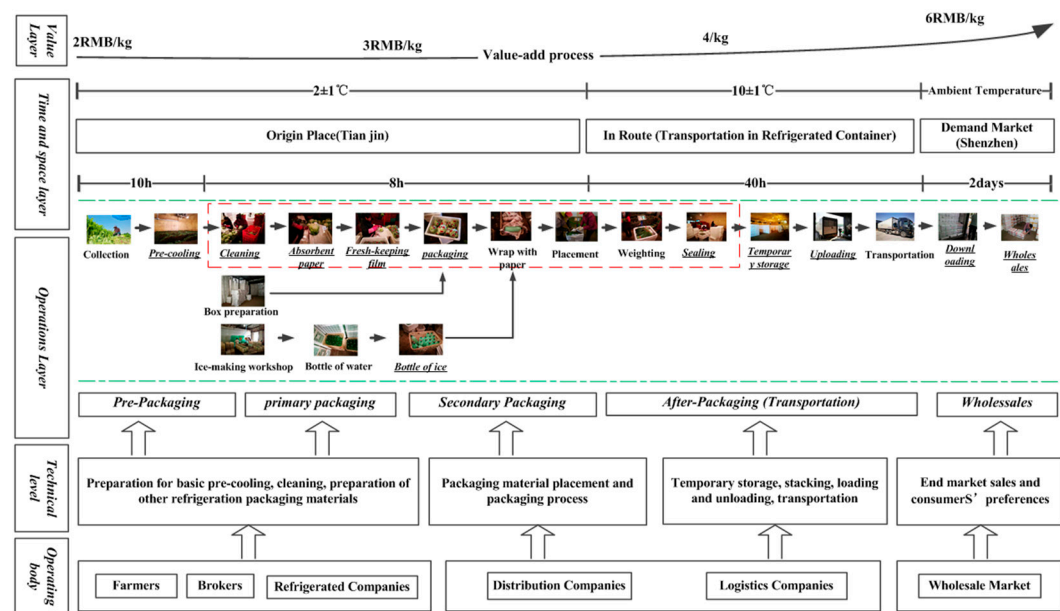 Value
Layer
2RMB/kg
3RMB/kg
Value-add process
4/kg
6RMB/kg
Time and space layer
2±1℃
10±1℃
Ambient Temperature
Origin Place(Tian jin)
In Route (Transportation in Refrigerated Container)
Demand Market
(Shenzhen)
10h
8h
40h
2days
Operations Layer
Collection
Pre-cooling
Cleaning
Absorbent
paper
Fresh-keeping
film
packaging
Wrap with
paper
Placement
Weighting
Sealing
Temporar
y storage
Uploading
Transportation
Downl
oading
Wholes
ales
Box preparation
Ice-making workshop
Bottle of water
Bottle of ice
Pre-Packaging
primary packaging
Secondary Packaging
After-Packaging (Transportation)
Wholessales
Technical
level
Preparation for basic pre-cooling, cleaning, preparation of
other refrigeration packaging materials
Packaging material placement and
packaging process
Temporary storage, stacking, loading
and unloading, transportation
End market sales and
consumerS’ preferences
Operating
body
Farmers
Brokers
Refrigerated Companies
Distribution Companies
Logistics Companies
Wholesale Market